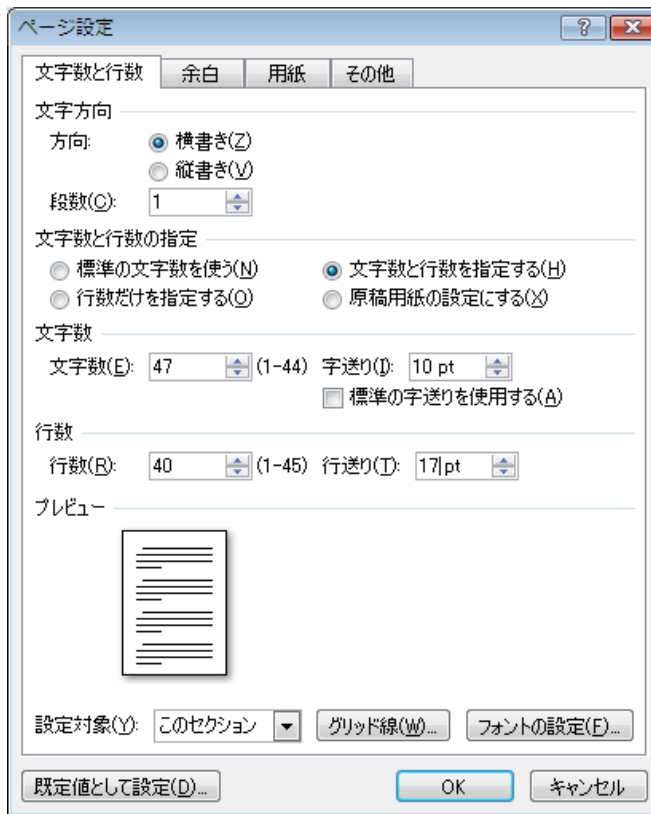 ページ設定
文字数と行数 余白 用紙 その他
文字方向
方向: 横書き(Z)
縦書き(V)
段数(C): 1
文字数と行数の指定
標準の文字数を使う(N) 文字数と行数を指定する(H)
行数だけを指定する(O) 原稿用紙の設定にする(X)
文字数
文字数(E): 47 (1-44) 字送り(I): 10 pt
標準の字送りを使用する(A)
行数
行数(R): 40 (1-45) 行送り(T): 17 pt
プレビュー
設定対象(Y): このセクション グリッド線(W)... フォントの設定(F)...
既定値として設定(D)... OK キャンセル